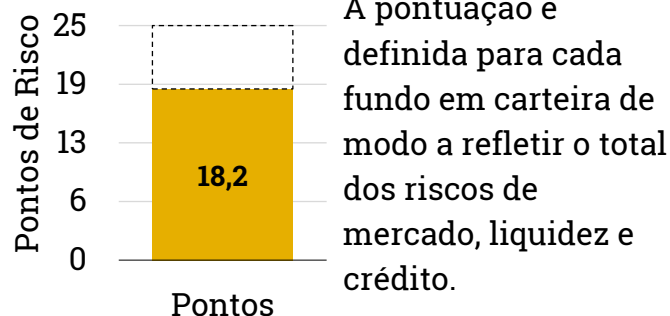 Pontos de Risco
25
19
13
6
0
18,2
Pontos
A pontuação é
definida para cada
fundo em carteira de
modo a refletir o total
dos riscos de
mercado, liquidez e
crédito.